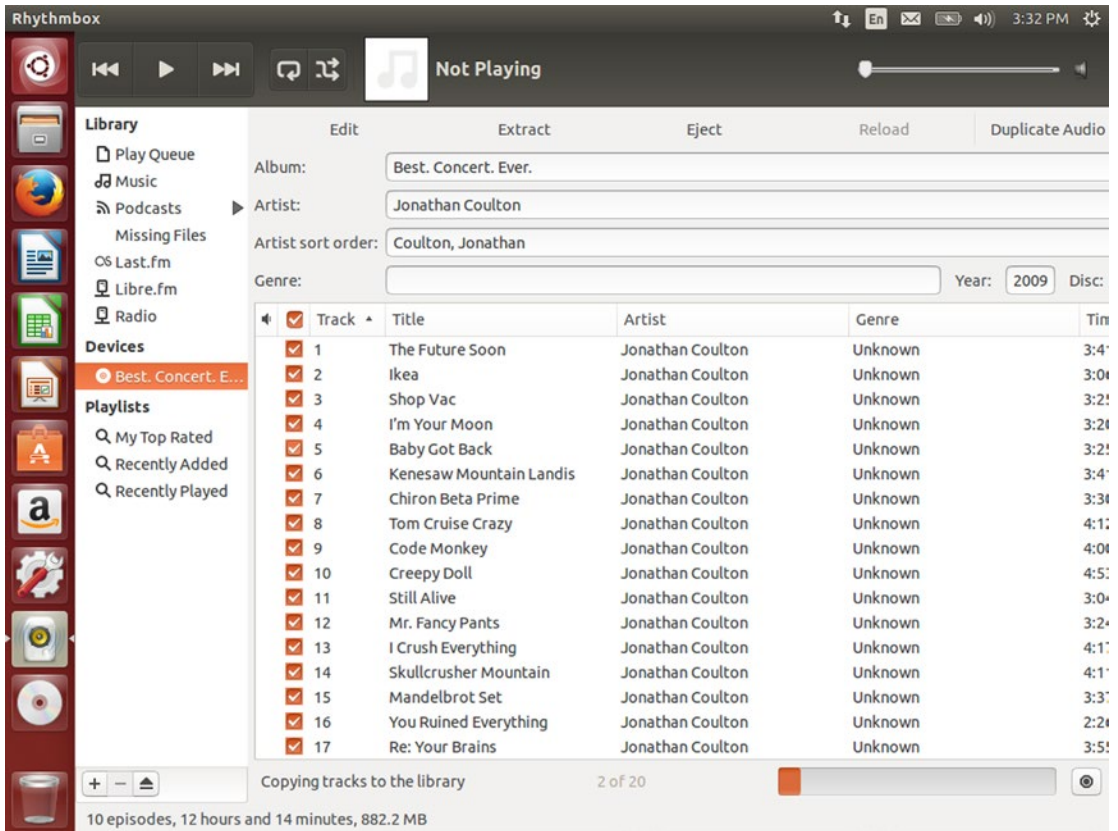 Rhythmbox En 3:32 PM
Not Playing
Library
Play Queue
Music
Podcasts
Missing Files
Last.fm
Libre.fm
Radio
Devices
Best. Concert. E...
Playlists
My Top Rated
Recently Added
Recently Played
Edit Extract Eject Reload Duplicate Audio
Album: Best. Concert. Ever.
Artist: Jonathan Coulton
Artist sort order: Coulton, Jonathan
Genre: Year: 2009 Disc:
Track Title Artist Genre
1 The Future Soon Jonathan Coulton Unknown
2 Ikea Jonathan Coulton Unknown
3 Shop Vac Jonathan Coulton Unknown
4 I'm Your Moon Jonathan Coulton Unknown
5 Baby Got Back Jonathan Coulton Unknown
6 Kenesaw Mountain Landis Jonathan Coulton Unknown
7 Chiron Beta Prime Jonathan Coulton Unknown
8 Tom Cruise Crazy Jonathan Coulton Unknown
9 Code Monkey Jonathan Coulton Unknown
10 Creepy Doll Jonathan Coulton Unknown
11 Still Alive Jonathan Coulton Unknown
12 Mr. Fancy Pants Jonathan Coulton Unknown
13 I Crush Everything Jonathan Coulton Unknown
14 Skullcrusher Mountain Jonathan Coulton Unknown
15 Mandelbrot Set Jonathan Coulton Unknown
16 You Ruined Everything Jonathan Coulton Unknown
17 Re: Your Brains Jonathan Coulton Unknown
Copying tracks to the library 2 of 20
10 episodes, 12 hours and 14 minutes, 882.2 MB